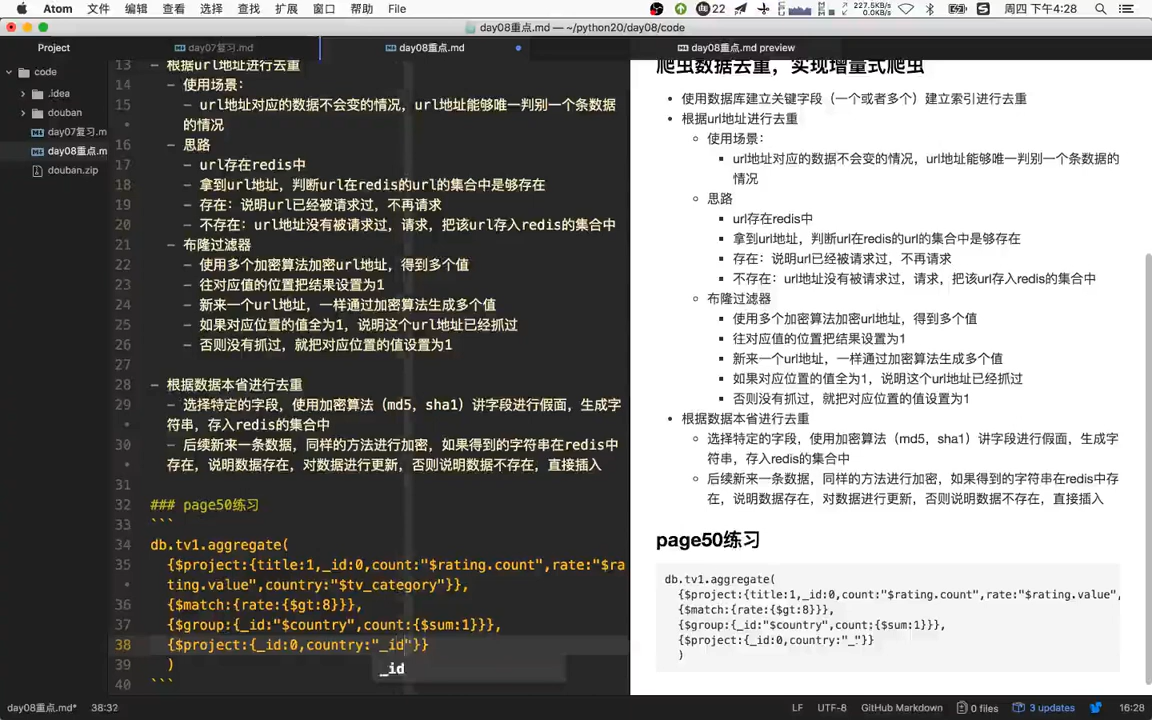 Atom 文件 编辑 查看 选择 查找 扩展 窗口 帮助 File 22 227.5KB/s 0.0KB/s 周四 下午4:28
day08重点.md — ~/python20/day08/code
Project
day07复习.md
day08重点.md
day08重点.md preview
code
.idea
douban
day07复习.m
day08重点.m
douban.zip
13 - 根据url地址进行去重
14 - 使用场景：
15 - url地址对应的数据不会变的情况，url地址能够唯一判别一个条数据
• 的情况
16 - 思路
17 - url存在redis中
18 - 拿到url地址，判断url在redis的url的集合中是够存在
19 - 存在：说明url已经被请求过，不再请求
20 - 不存在：url地址没有被请求过，请求，把该url存入redis的集合中
21 - 布隆过滤器
22 - 使用多个加密算法加密url地址，得到多个值
23 - 往对应值的位置把结果设置为1
24 - 新来一个url地址，一样通过加密算法生成多个值
25 - 如果对应位置的值全为1，说明这个url地址已经抓过
26 - 否则没有抓过，就把对应位置的值设置为1
27
28 - 根据数据本省进行去重
29 - 选择特定的字段，使用加密算法（md5，sha1）讲字段进行假面，生成字
• 符串，存入redis的集合中
30 - 后续新来一条数据，同样的方法进行加密，如果得到的字符串在redis中
• 存在，说明数据存在，对数据进行更新，否则说明数据不存在，直接插入
31
32 ### page50练习
33 ```
34 db.tv1.aggregate(
35 {$project:{title:1,_id:0,count:"$rating.count",rate:"$ra
• ting.value",country:"$tv_category"}},
36 {$match:{rate:{$gt:8}}},
37 {$group:{_id:"$country",count:{$sum:1}}},
38 {$project:{_id:0,country:"_id"}}
39 )
_id
40 ```
爬虫数据去重，实现增量式爬虫
• 使用数据库建立关键字段（一个或者多个）建立索引进行去重
• 根据url地址进行去重
使用场景：
url地址对应的数据不会变的情况，url地址能够唯一判别一个条数据的
情况
思路
url存在redis中
拿到url地址，判断url在redis的url的集合中是够存在
存在：说明url已经被请求过，不再请求
不存在：url地址没有被请求过，请求，把该url存入redis的集合中
布隆过滤器
使用多个加密算法加密url地址，得到多个值
往对应值的位置把结果设置为1
新来一个url地址，一样通过加密算法生成多个值
如果对应位置的值全为1，说明这个url地址已经抓过
否则没有抓过，就把对应位置的值设置为1
• 根据数据本省进行去重
选择特定的字段，使用加密算法（md5，sha1）讲字段进行假面，生成字
符串，存入redis的集合中
后续新来一条数据，同样的方法进行加密，如果得到的字符串在redis中存
在，说明数据存在，对数据进行更新，否则说明数据不存在，直接插入
page50练习
db.tv1.aggregate(
{$project:{title:1,_id:0,count:"$rating.count",rate:"$rating.value",
{$match:{rate:{$gt:8}}},
{$group:{_id:"$country",count:{$sum:1}}},
{$project:{_id:0,country:"_"}}
)
day08重点.md* 38:32 LF UTF-8 GitHub Markdown 0 files 3 updates 16:28